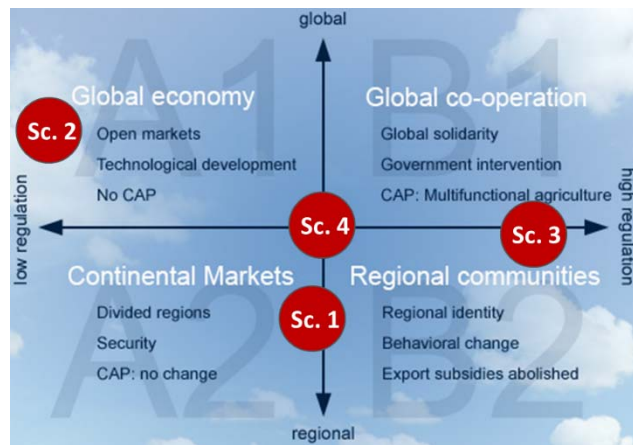 global
A1
B1
Global economy
Open markets
Technological development
No CAP
Global co-operation
Global solidarity
Government intervention
CAP: Multifunctional agriculture
Sc. 2
Sc. 4
Sc. 3
low regulation
high regulation
A2
B2
Continental Markets
Divided regions
Security
CAP: no change
Sc. 1
Regional communities
Regional identity
Behavioral change
Export subsidies abolished
regional